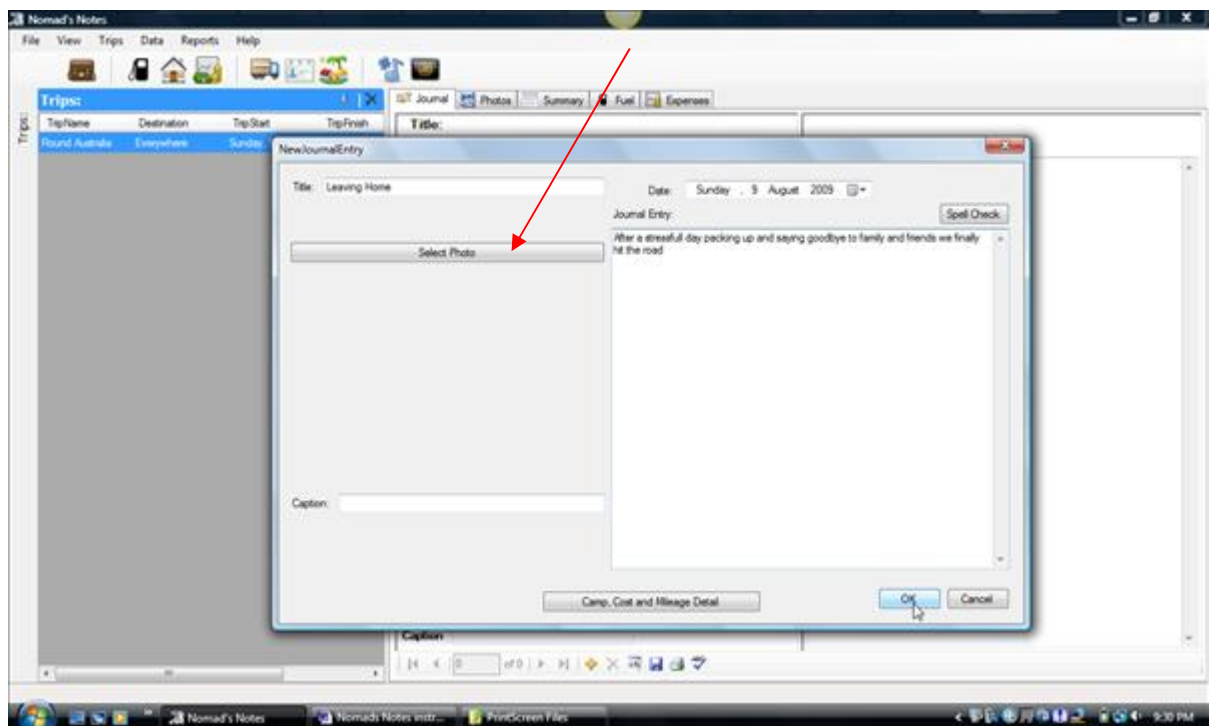 Nomad's Notes
File View Trips Data Reports Help
Trips:
Trips:
TripName Destination TripStart TripFinish
Round Australia Everywhere Sunday
Journal Photos Summary Fuel Expenses
Title:
NewJournalEntry
Title: Leaving Home
Date: Sunday , 9 August 2009
Journal Entry:
Spell Check
Select Photo
After a stressfull day packing up and saying goodbye to family and friends we finally
hit the road
Caption:
Camp, Cost and Mileage Detail
OK Cancel
Caption
0 of 0
Nomad's Notes Nomads Notes instr... PrintScreen Files
9:30 PM